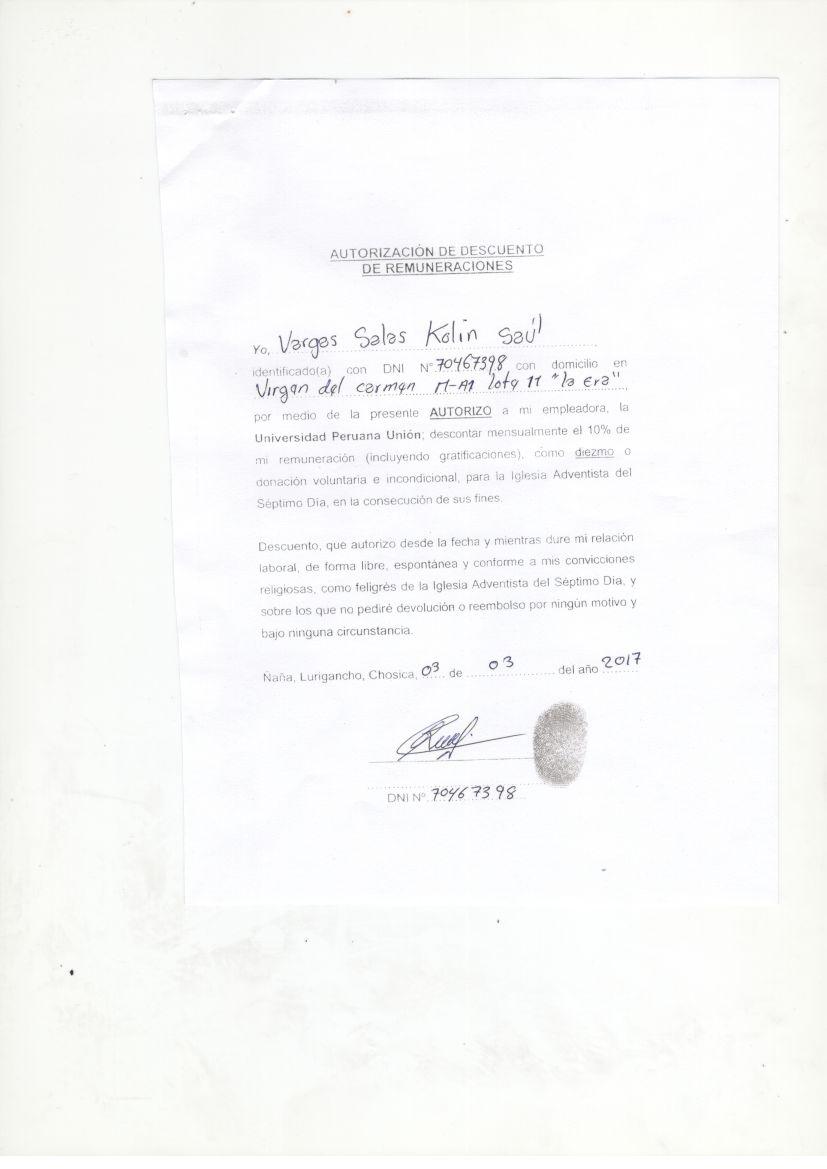 AUTORIZACIÓN DE DESCUENTO
DE REMUNERACIONES
Yo, Vargas Salas Kolin Saúl
identificado(a) con DNI N° 70467398 con domicilio en
Virgen del carmen M-A1 lote 11 "la Era",
por medio de la presente AUTORIZO a mi empleadora, la
Universidad Peruana Unión; descontar mensualmente el 10% de
mi remuneración (incluyendo gratificaciones), como diezmo o
donación voluntaria e incondicional, para la Iglesia Adventista del
Séptimo Día, en la consecución de sus fines.
Descuento, que autorizo desde la fecha y mientras dure mi relación
laboral, de forma libre, espontánea y conforme a mis convicciones
religiosas, como feligrés de la Iglesia Adventista del Séptimo Día, y
sobre los que no pediré devolución o reembolso por ningún motivo y
bajo ninguna circunstancia.
Ñaña, Lurigancho, Chosica, 03 de 03 del año 2017
DNI N° 70467398